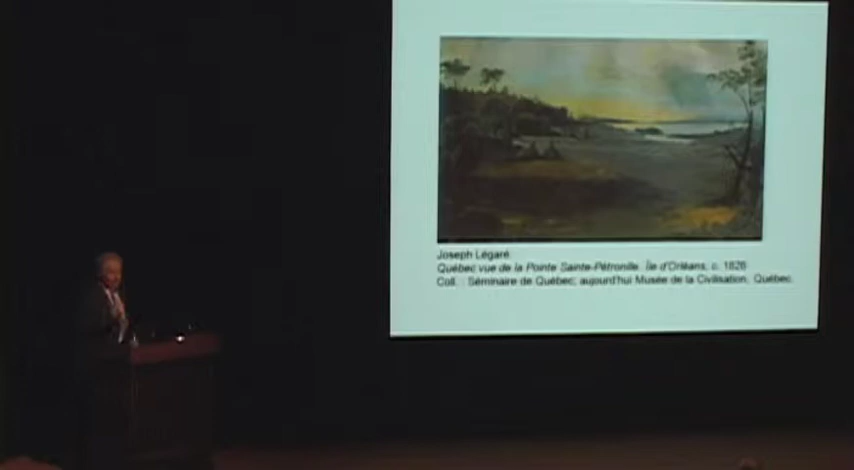 Joseph Légaré.
Québec vue de la Pointe Sainte-Pétronille. Île d'Orléans, c. 1828
Coll. : Séminaire de Québec; aujourd'hui Musée de la Civilisation, Québec.